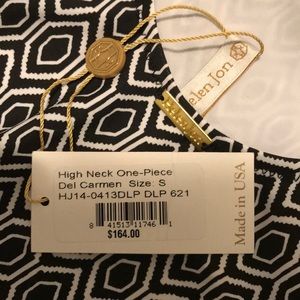 elen Jon
High Neck One-Piece
Del Carmen Size: S
HJ14-0413DLP DLP 621
8 41513 11746 1
$164.00
Made in USA